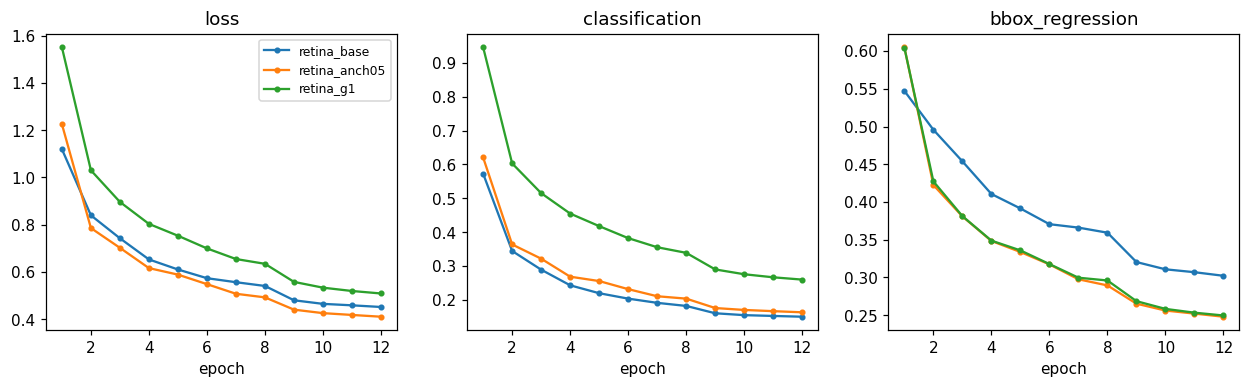 loss
1.6
1.4
1.2
1.0
0.8
0.6
0.4
2 4 6 8 10 12
epoch
retina_base
retina_anch05
retina_g1
classification
0.9
0.8
0.7
0.6
0.5
0.4
0.3
0.2
2 4 6 8 10 12
epoch
bbox_regression
0.60
0.55
0.50
0.45
0.40
0.35
0.30
0.25
2 4 6 8 10 12
epoch